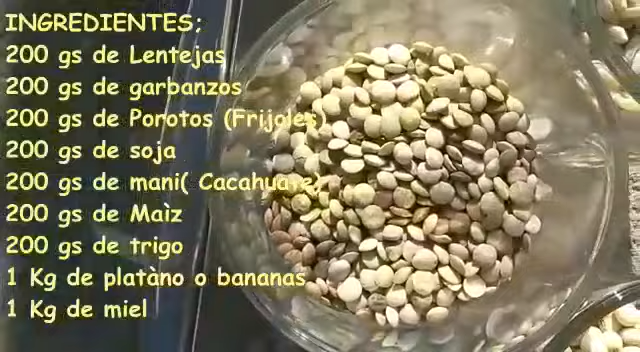 INGREDIENTES;
200 gs de Lentejas
200 gs de garbanzos
200 gs de Porotos (Frijoles)
200 gs de soja
200 gs de mani( Cacahuate)
200 gs de Maìz
200 gs de trigo
1 Kg de platàno o bananas
1 Kg de miel